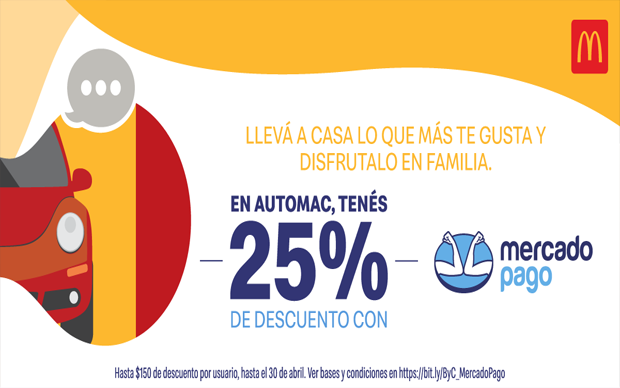 LLEVÁ A CASA LO QUE MÁS TE GUSTA Y
DISFRUTALO EN FAMILIA.
EN AUTOMAC, TENÉS
25%
DE DESCUENTO CON
mercado
pago
Hasta $150 de descuento por usuario, hasta el 30 de abril. Ver bases y condiciones en https://bit.ly/ByC_MercadoPago